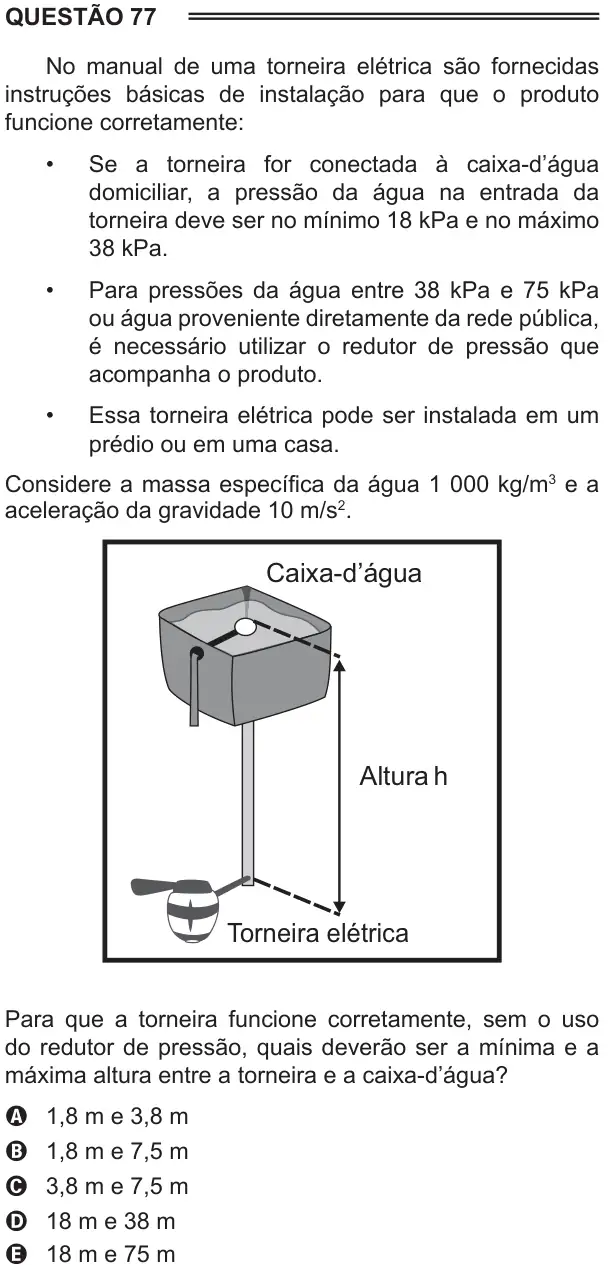 QUESTÃO 77
No manual de uma torneira elétrica são fornecidas
instruções básicas de instalação para que o produto
funcione corretamente:
• Se a torneira for conectada à caixa-d’água
domiciliar, a pressão da água na entrada da
torneira deve ser no mínimo 18 kPa e no máximo
38 kPa.
• Para pressões da água entre 38 kPa e 75 kPa
ou água proveniente diretamente da rede pública,
é necessário utilizar o redutor de pressão que
acompanha o produto.
• Essa torneira elétrica pode ser instalada em um
prédio ou em uma casa.
Considere a massa específica da água 1 000 kg/m³ e a
aceleração da gravidade 10 m/s².
Caixa-d’água
Altura h
Torneira elétrica
Para que a torneira funcione corretamente, sem o uso
do redutor de pressão, quais deverão ser a mínima e a
máxima altura entre a torneira e a caixa-d’água?
A 1,8 m e 3,8 m
B 1,8 m e 7,5 m
C 3,8 m e 7,5 m
D 18 m e 38 m
E 18 m e 75 m